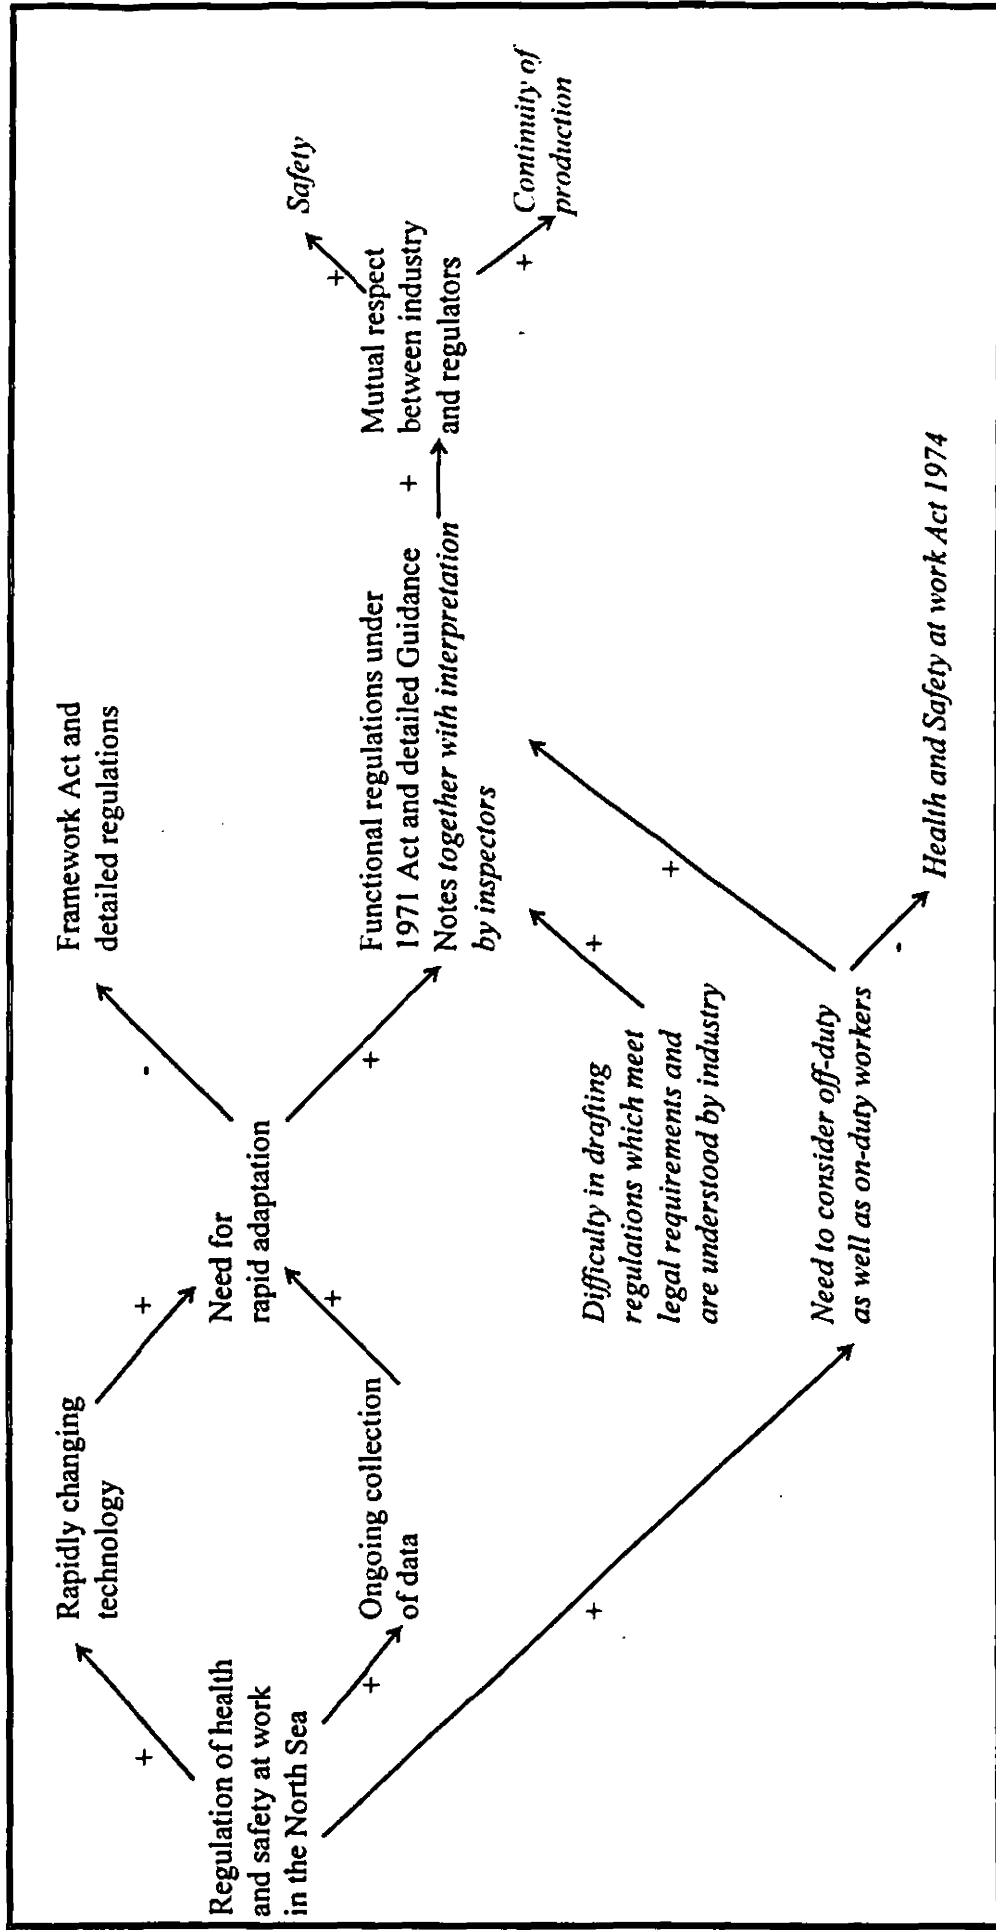 Regulation of health
and safety at work
in the North Sea
+
+
+
Rapidly changing
technology
Ongoing collection
of data
+
+
Need for
rapid adaptation
-
+
Framework Act and
detailed regulations
Functional regulations under
1971 Act and detailed Guidance
Notes together with interpretation
by inspectors
Difficulty in drafting
regulations which meet
legal requirements and
are understood by industry
+
Need to consider off-duty
as well as on-duty workers
+
-
Health and Safety at work Act 1974
+
Mutual respect
between industry
and regulators
+
+
Safety
Continuity of
production